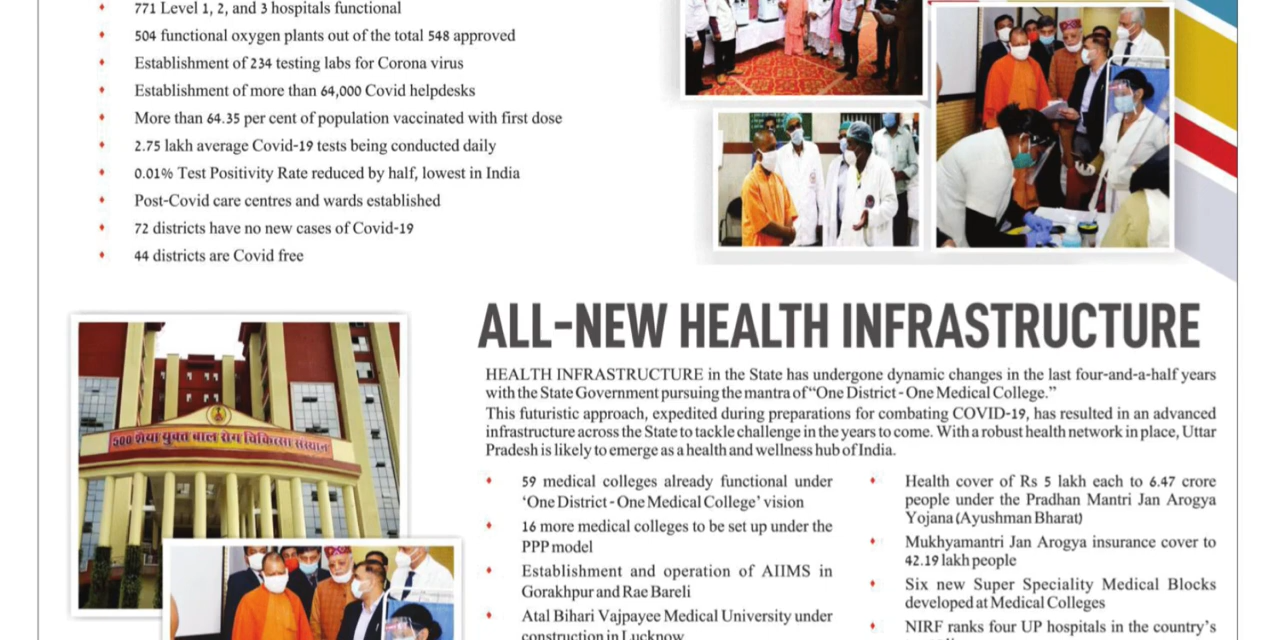 771 Level 1, 2, and 3 hospitals functional
504 functional oxygen plants out of the total 548 approved
Establishment of 234 testing labs for Corona virus
Establishment of more than 64,000 Covid helpdesks
More than 64.35 per cent of population vaccinated with first dose
2.75 lakh average Covid-19 tests being conducted daily
0.01% Test Positivity Rate reduced by half, lowest in India
Post-Covid care centres and wards established
72 districts have no new cases of Covid-19
44 districts are Covid free
500 शैया युक्त बाल रोग चिकित्सा संस्थान
ALL-NEW HEALTH INFRASTRUCTURE
HEALTH INFRASTRUCTURE in the State has undergone dynamic changes in the last four-and-a-half years
with the State Government pursuing the mantra of “One District - One Medical College.”
This futuristic approach, expedited during preparations for combating COVID-19, has resulted in an advanced
infrastructure across the State to tackle challenge in the years to come. With a robust health network in place, Uttar
Pradesh is likely to emerge as a health and wellness hub of India.
59 medical colleges already functional under
‘One District - One Medical College’ vision
16 more medical colleges to be set up under the
PPP model
Establishment and operation of AIIMS in
Gorakhpur and Rae Bareli
Atal Bihari Vajpayee Medical University under
construction in Lucknow
Health cover of Rs 5 lakh each to 6.47 crore
people under the Pradhan Mantri Jan Arogya
Yojana (Ayushman Bharat)
Mukhyamantri Jan Arogya insurance cover to
42.19 lakh people
Six new Super Speciality Medical Blocks
developed at Medical Colleges
NIRF ranks four UP hospitals in the country’s